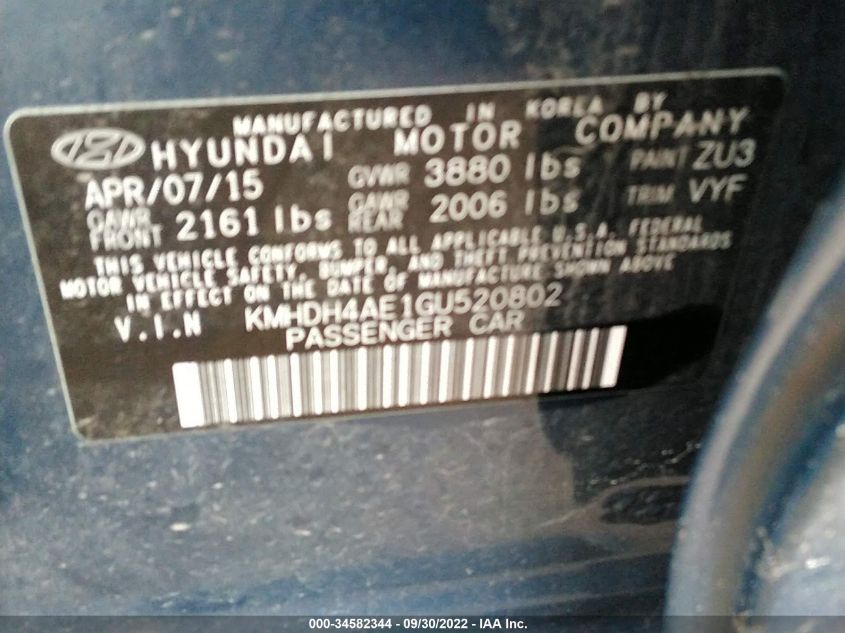 MANUFACTURED IN KOREA BY
HYUNDAI MOTOR COMPANY
APR/07/15 GVWR 3880 lbs PAINT ZU3
GAWR FRONT 2161 lbs GAWR REAR 2006 lbs TRIM VYF
THIS VEHICLE CONFORMS TO ALL APPLICABLE U.S.A. FEDERAL
MOTOR VEHICLE SAFETY, BUMPER, AND THEFT PREVENTION STANDARDS
IN EFFECT ON THE DATE OF MANUFACTURE SHOWN ABOVE
V.I.N KMHDH4AE1GU520802
PASSENGER CAR
000-34582344 - 09/30/2022 - IAA Inc.